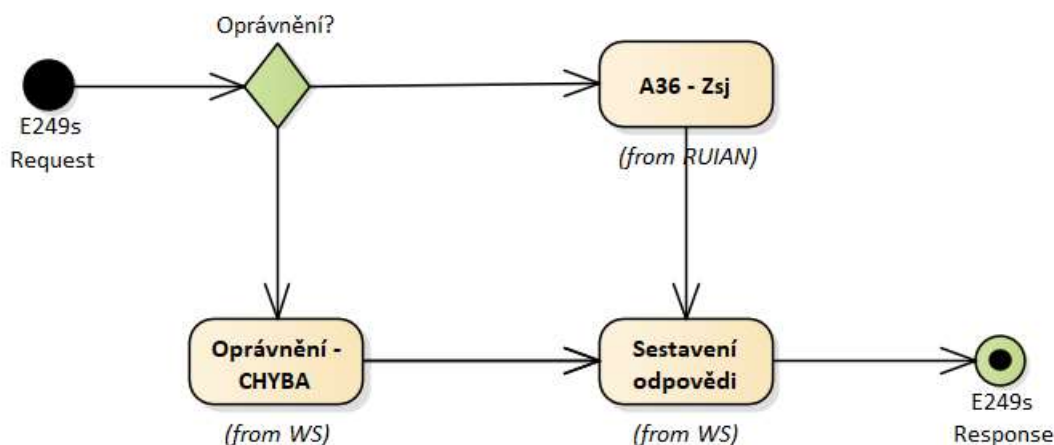 Oprávnění?
E249s
Request
A36 - Zsj
(from RUIAN)
Oprávnění -
CHYBA
(from WS)
Sestavení
odpovědi
(from WS)
E249s
Response